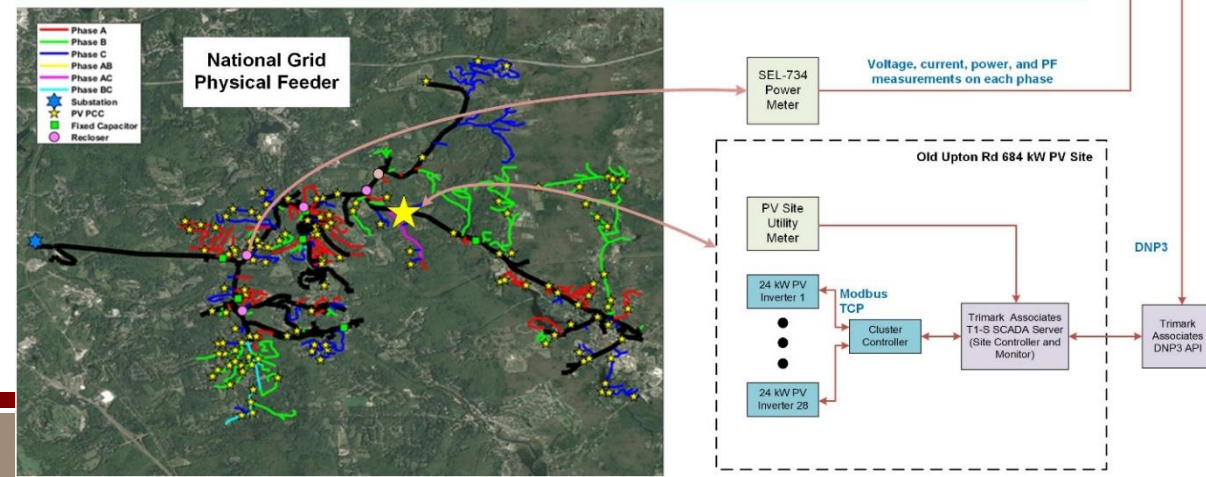 Phase A
Phase B
Phase C
Phase AB
Phase AC
Phase BC
Substation
PV PCC
Fixed Capacitor
Recloser
National Grid
Physical Feeder
SEL-734
Power
Meter
Voltage, current, power, and PF
measurements on each phase
Old Upton Rd 684 kW PV Site
PV Site
Utility
Meter
24 kW PV
Inverter 1
Modbus
TCP
Cluster
Controller
24 kW PV
Inverter 28
Trimark Associates
T1-S SCADA Server
(Site Controller and
Monitor)
DNP3
Trimark
Associates
DNP3 API